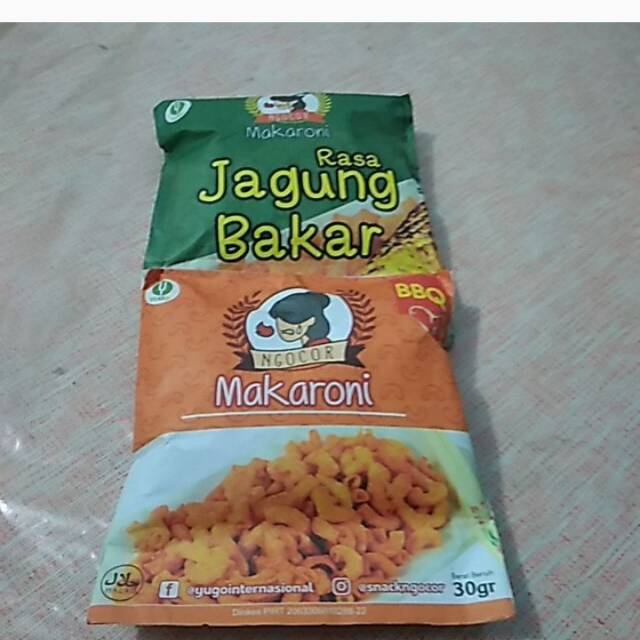 NGOCOR
Makaroni
Rasa
Jagung
Bakar
BBQ
NGOCOR
Makaroni
@yugointernasional
@snackngocor
30gr